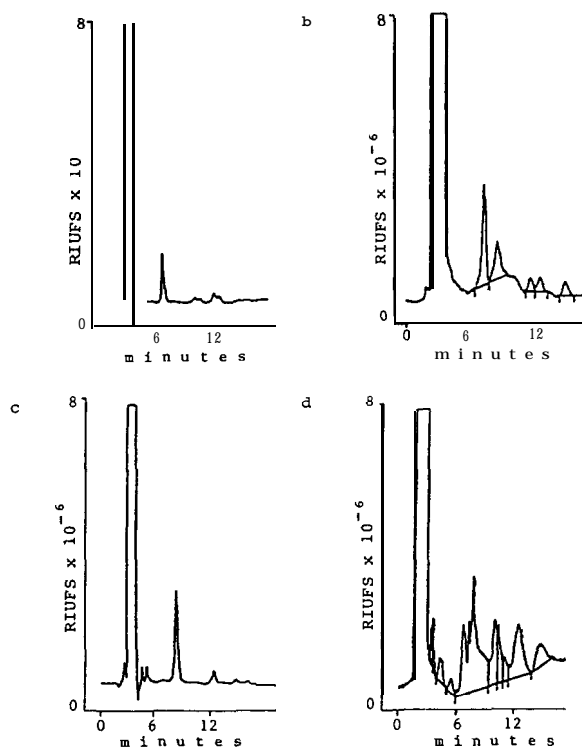 8
RIUFS x 10
0
6 12
minutes
b
8
RIUFS x 10⁻⁶
0
0 6 12
minutes
c
8
RIUFS x 10⁻⁶
0
0 6 12
minutes
d
8
RIUFS x 10⁻⁶
0
0 6 12
minutes